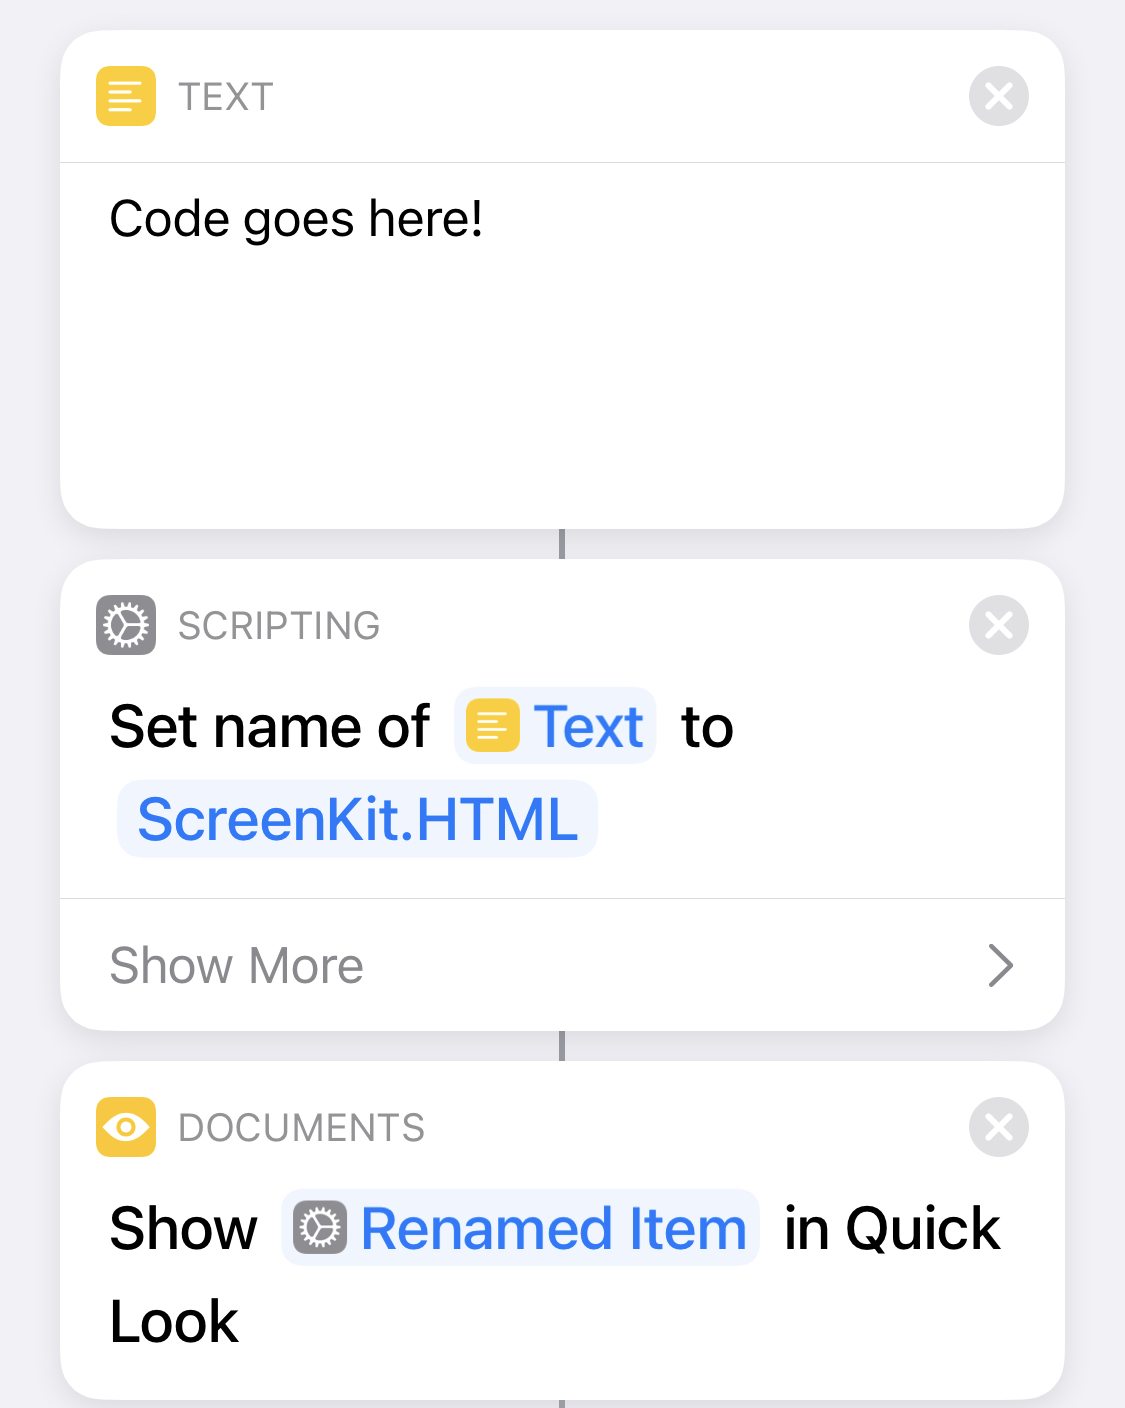 TEXT
Code goes here!
SCRIPTING
Set name of Text to
ScreenKit.HTML
Show More
DOCUMENTS
Show Renamed Item in Quick
Look